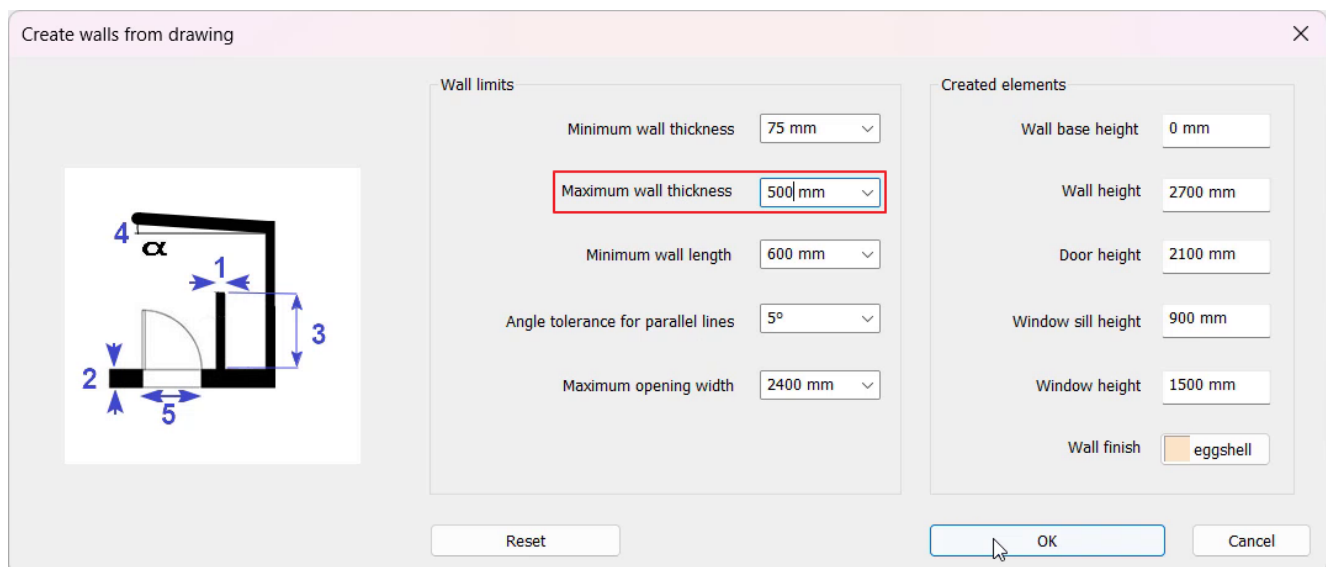 Create walls from drawing
4
α
1
3
2
5
Wall limits
Minimum wall thickness 75 mm
Maximum wall thickness 500 mm
Minimum wall length 600 mm
Angle tolerance for parallel lines 5°
Maximum opening width 2400 mm
Created elements
Wall base height 0 mm
Wall height 2700 mm
Door height 2100 mm
Window sill height 900 mm
Window height 1500 mm
Wall finish eggshell
Reset
OK
Cancel